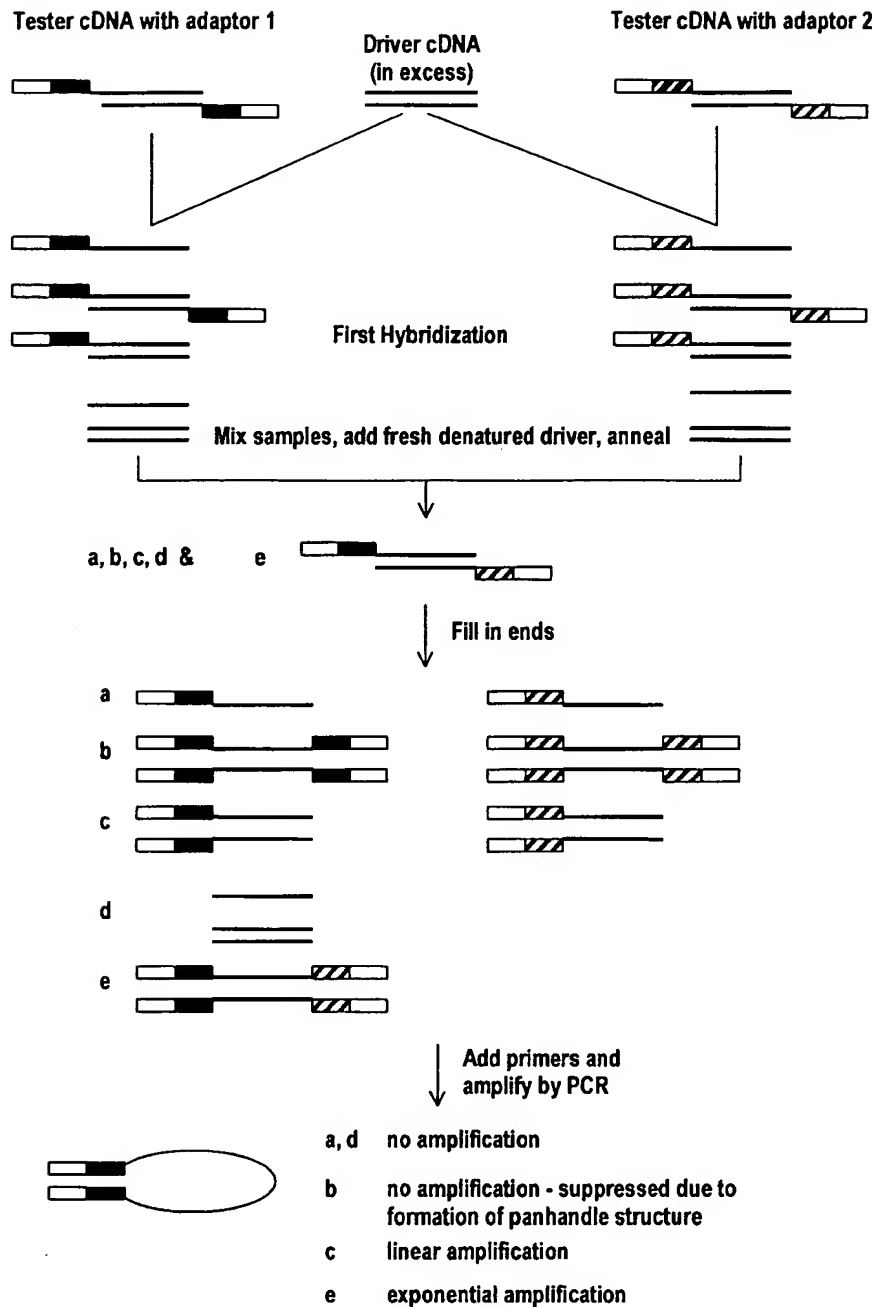 Tester cDNA with adaptor 1
Driver cDNA
(in excess)
Tester cDNA with adaptor 2
First Hybridization
Mix samples, add fresh denatured driver, anneal
a, b, c, d & e
Fill in ends
a
b
c
d
e
Add primers and
amplify by PCR
a, d no amplification
b no amplification - suppressed due to
formation of panhandle structure
c linear amplification
e exponential amplification